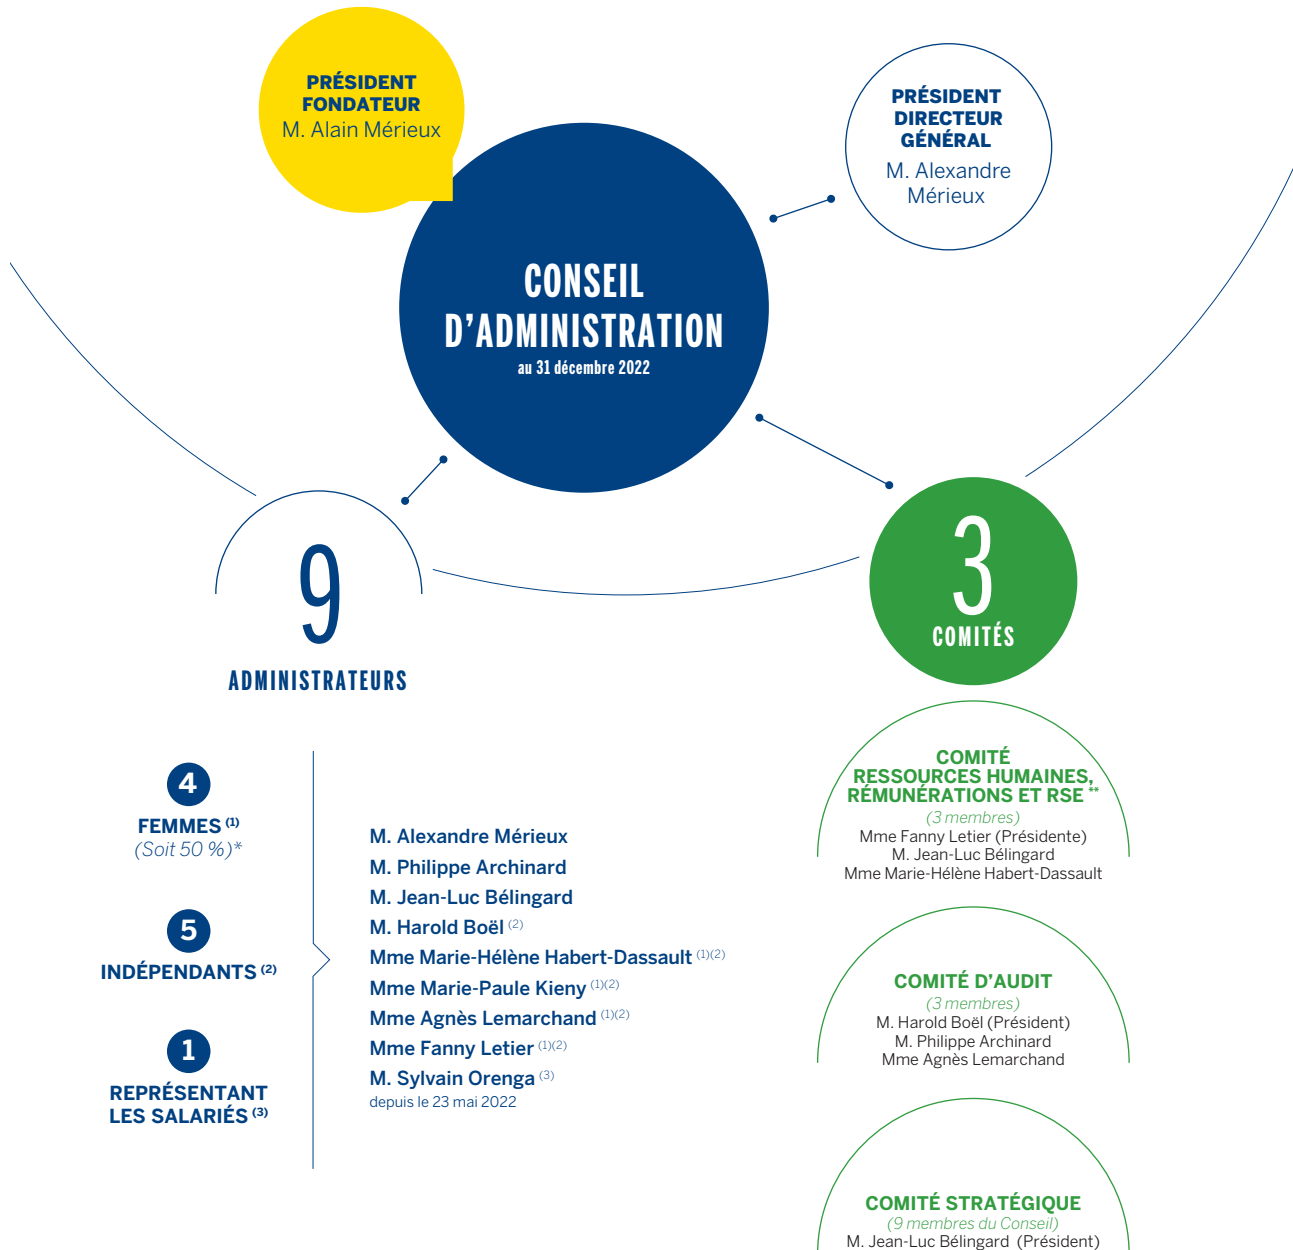 PRÉSIDENT
FONDATEUR
M. Alain Mérieux
PRÉSIDENT
DIRECTEUR
GÉNÉRAL
M. Alexandre
Mérieux
CONSEIL
D’ADMINISTRATION
au 31 décembre 2022
9
ADMINISTRATEURS
3
COMITÉS
4
FEMMES (1)
(Soit 50 %)*
5
INDÉPENDANTS (2)
1
REPRÉSENTANT
LES SALARIÉS (3)
M. Alexandre Mérieux
M. Philippe Archinard
M. Jean-Luc Bélingard
M. Harold Boël (2)
Mme Marie-Hélène Habert-Dassault (1)(2)
Mme Marie-Paule Kieny (1)(2)
Mme Agnès Lemarchand (1)(2)
Mme Fanny Letier (1)(2)
M. Sylvain Orenga (3)
depuis le 23 mai 2022
COMITÉ
RESSOURCES HUMAINES,
RÉMUNÉRATIONS ET RSE **
(3 membres)
Mme Fanny Letier (Présidente)
M. Jean-Luc Bélingard
Mme Marie-Hélène Habert-Dassault
COMITÉ D’AUDIT
(3 membres)
M. Harold Boël (Président)
M. Philippe Archinard
Mme Agnès Lemarchand
COMITÉ STRATÉGIQUE
(9 membres du Conseil)
M. Jean-Luc Bélingard (Président)